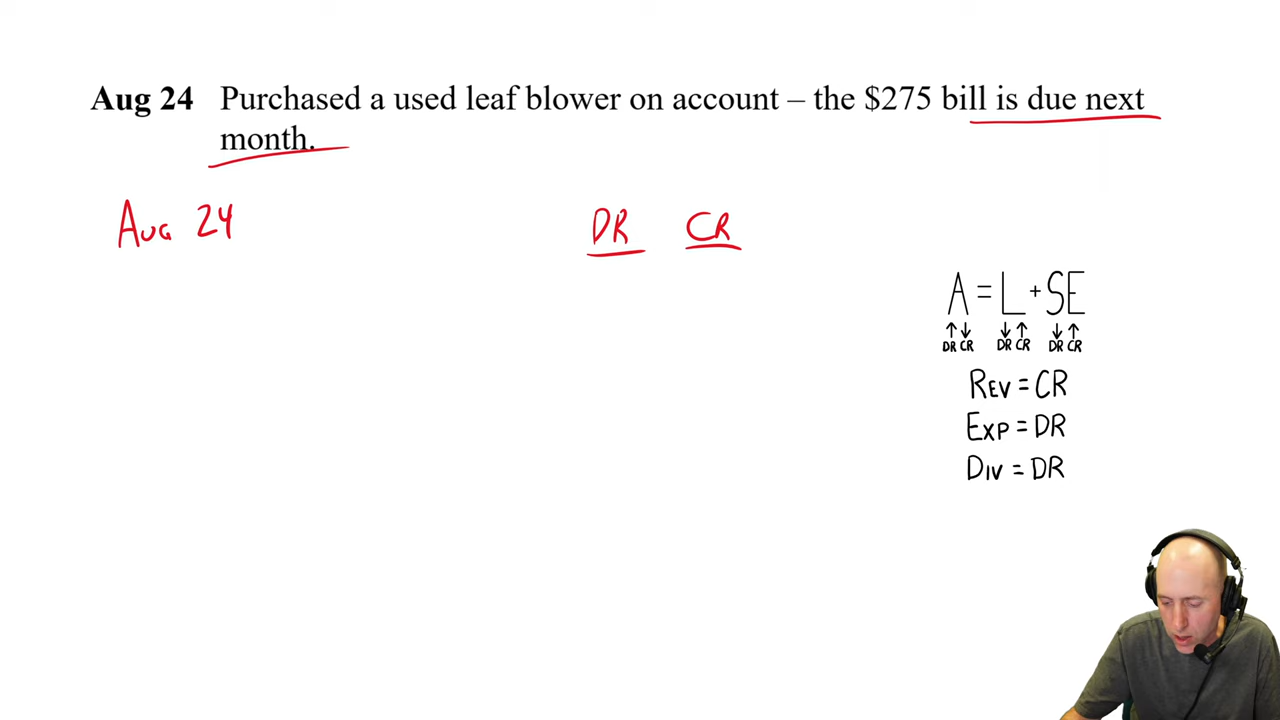 Aug 24 Purchased a used leaf blower on account – the $275 bill is due next
month.
Aug 24 DR CR
A = L + SE
↑↓ ↓↑ ↓↑
DR CR DR CR DR CR
REV = CR
EXP = DR
DIV = DR